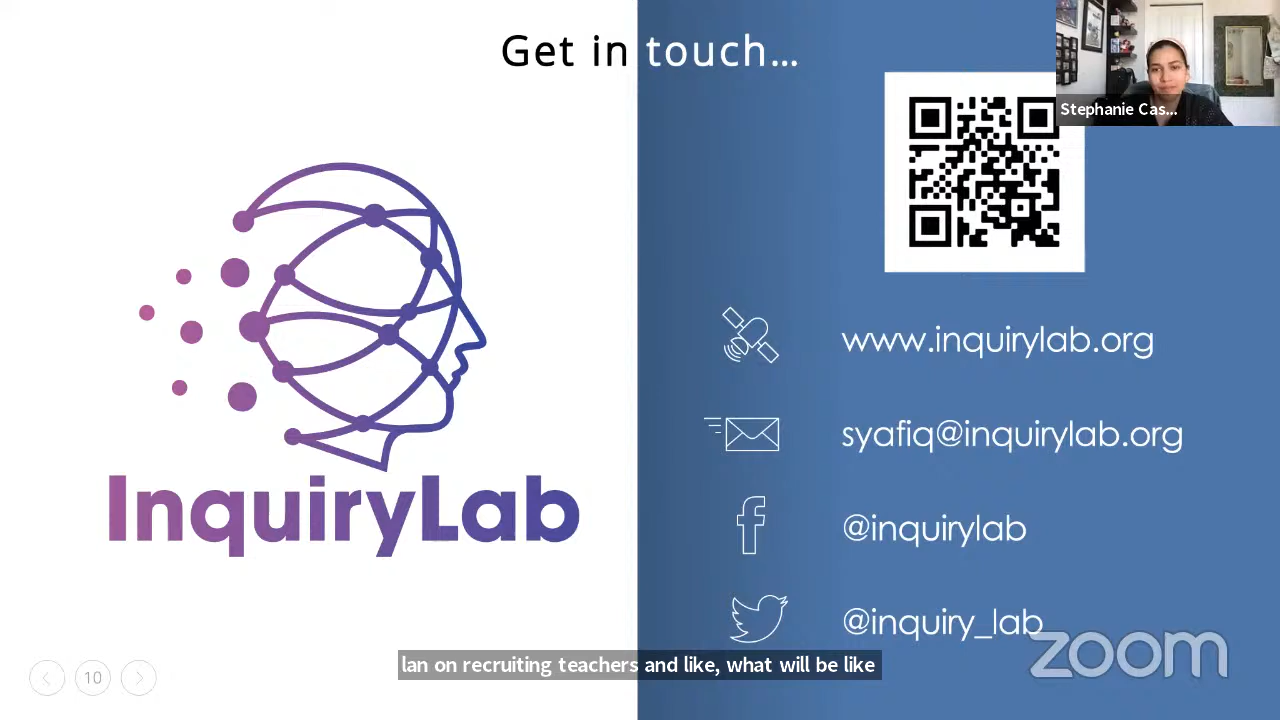 Get in touch...
Stephanie Cas...
InquiryLab
www.inquirylab.org
syafiq@inquirylab.org
@inquirylab
@inquiry_lab
zoom
lan on recruiting teachers and like, what will be like
10